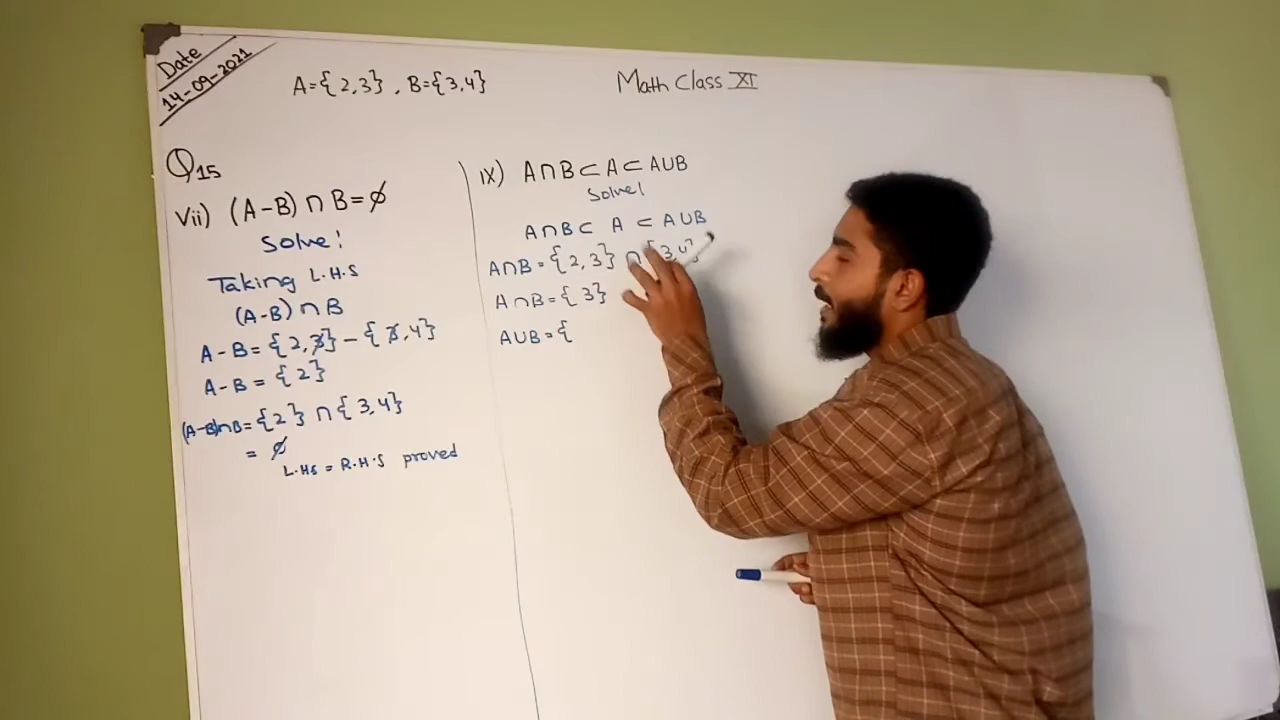 Date
14-09-2021
A={2,3}, B={3,4}
Math Class XI
Q15
Vii) (A-B) ∩ B = ∅
Solve!
Taking L.H.S
(A-B) ∩ B
A-B = {2,3} - {3,4}
A-B = {2}
(A-B)∩B = {2} ∩ {3,4}
= ∅
L.HS = R.H.S proved
ix) A∩B ⊂ A ⊂ A∪B
Solve!
A∩B ⊂ A ⊂ A∪B
A∩B = {2,3} ∩ {3,4}
A∩B = {3}
A∪B = {